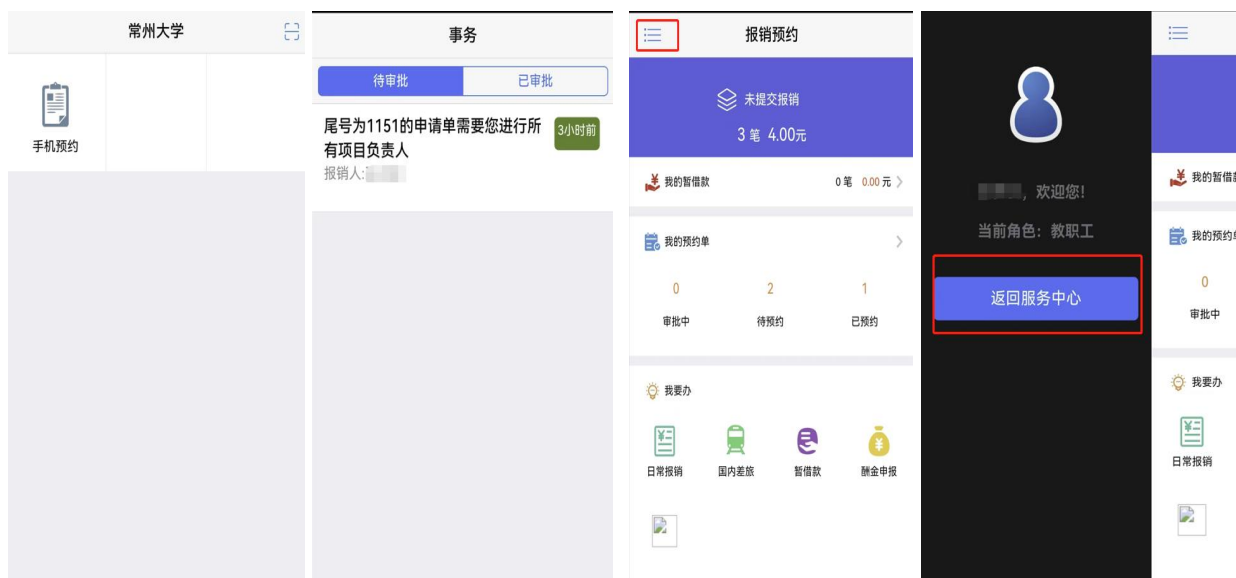 常州大学
手机预约
事务
待审批
已审批
尾号为1151的申请单需要您进行所
有项目负责人
3小时前
报销人:
报销预约
未提交报销
3 笔 4.00元
我的暂借款
0 笔 0.00 元
我的预约单
0
2
1
审批中
待预约
已预约
我要办
日常报销
国内差旅
暂借款
酬金申报
,欢迎您!
当前角色：教职工
返回服务中心
我的暂借
我的预约
0
审批中
我要办
日常报销